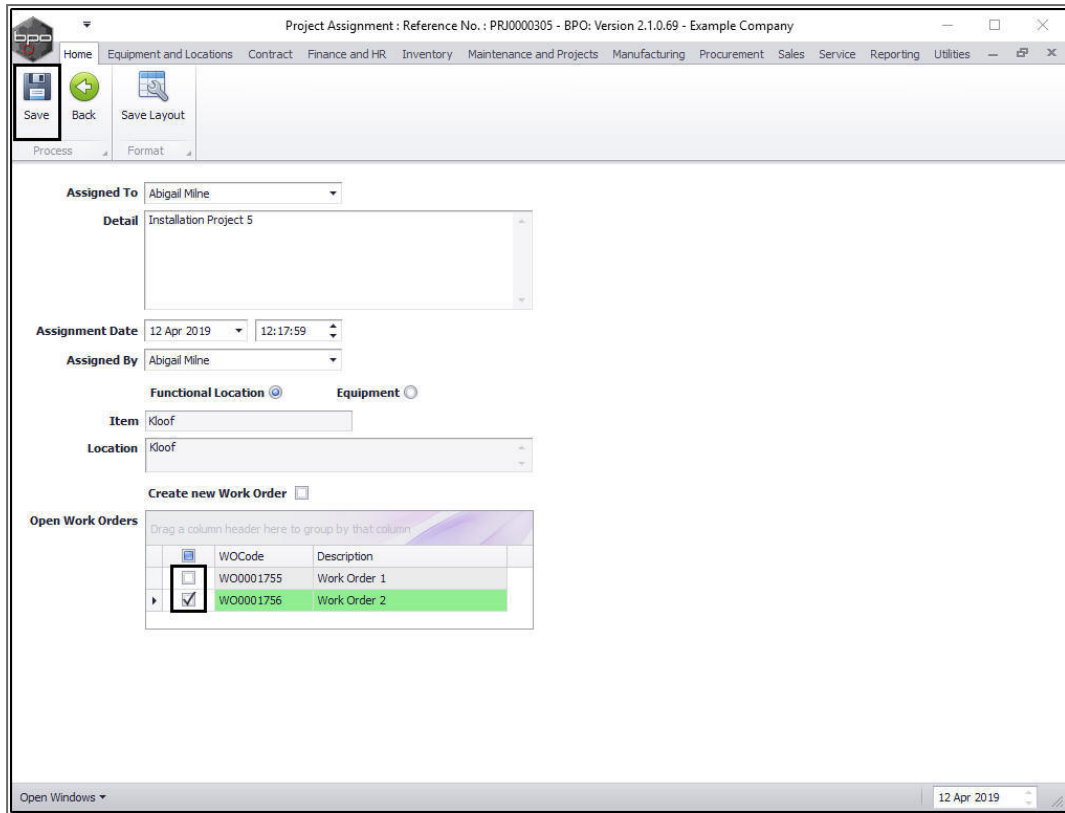 Project Assignment : Reference No. : PRJ0000305 - BPO: Version 2.1.0.69 - Example Company
bpo
Home Equipment and Locations Contract Finance and HR Inventory Maintenance and Projects Manufacturing Procurement Sales Service Reporting Utilities
Save Back Save Layout
Process Format
Assigned To Abigail Milne
Detail Installation Project 5
Assignment Date 12 Apr 2019 12:17:59
Assigned By Abigail Milne
Functional Location Equipment
Item Kloof
Location Kloof
Create new Work Order
Open Work Orders
Drag a column header here to group by that column
WOCode Description
WO0001755 Work Order 1
WO0001756 Work Order 2
Open Windows 12 Apr 2019